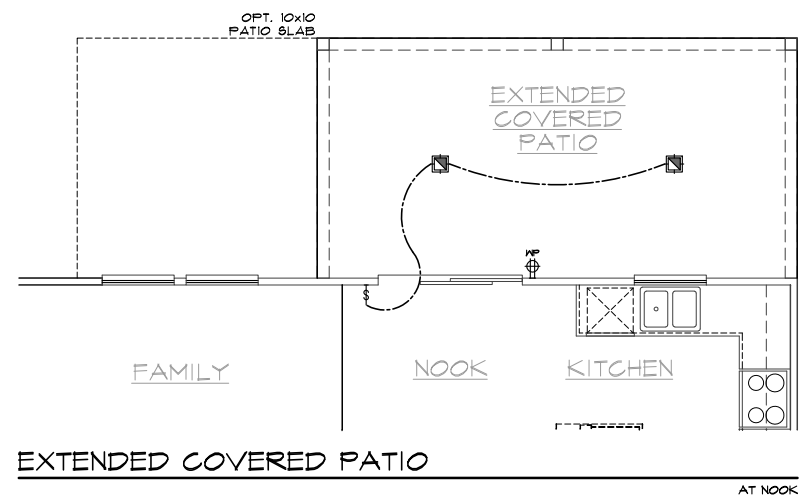 OPT. 10x10
PATIO SLAB
EXTENDED
COVERED
PATIO
WP
$
FAMILY
NOOK
KITCHEN
EXTENDED COVERED PATIO
AT NOOK